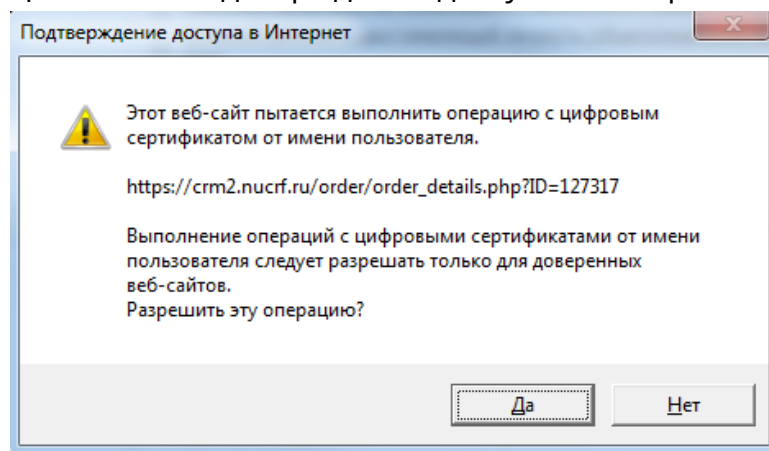 Подтверждение доступа в Интернет
Этот веб-сайт пытается выполнить операцию с цифровым
сертификатом от имени пользователя.
https://crm2.nucrf.ru/order/order_details.php?ID=127317
Выполнение операций с цифровыми сертификатами от имени
пользователя следует разрешать только для доверенных
веб-сайтов.
Разрешить эту операцию?
Да
Нет